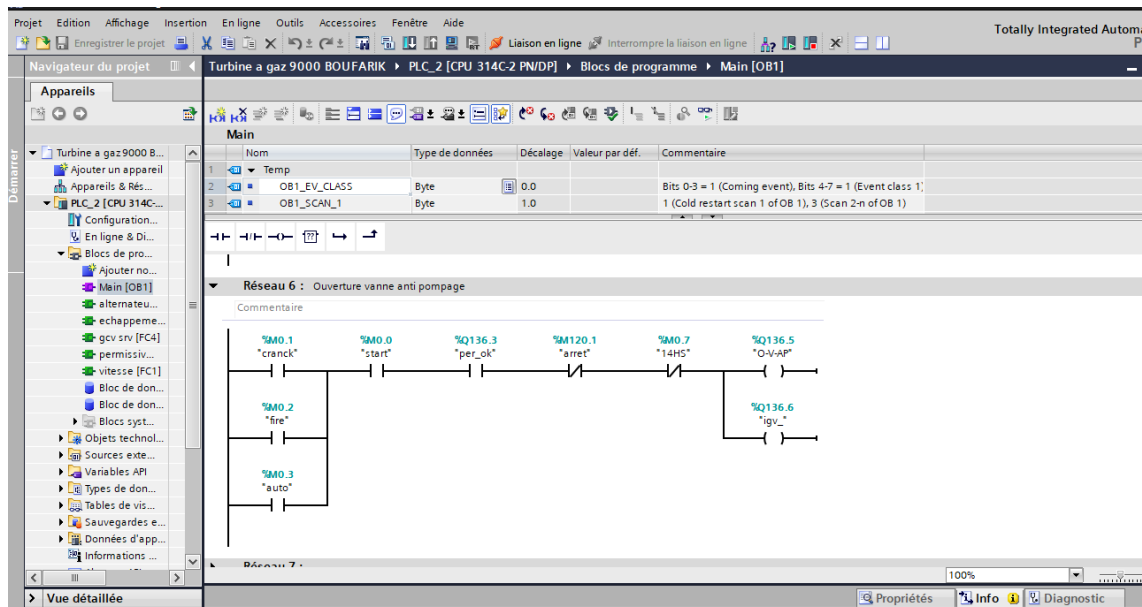 Projet Edition Affichage Insertion En ligne Outils Accessoires Fenêtre Aide
Totally Integrated Automa
Enregistrer le projet Liaison en ligne Interrompre la liaison en ligne
P
Navigateur du projet
Turbine a gaz 9000 BOUFARIK PLC_2 [CPU 314C-2 PN/DP] Blocs de programme Main [OB1]
Appareils
Démarrer
Main
Nom Type de données Décalage Valeur par déf. Commentaire
1 Temp
2 OB1_EV_CLASS Byte 0.0 Bits 0-3 = 1 (Coming event), Bits 4-7 = 1 (Event class 1)
3 OB1_SCAN_1 Byte 1.0 1 (Cold restart scan 1 of OB 1), 3 (Scan 2-n of OB 1)
Turbine a gaz 9000 B...
Ajouter un appareil
Appareils & Rés...
PLC_2 [CPU 314C-...
Configuration...
En ligne & Di...
Blocs de pro...
Ajouter no...
Main [OB1]
alternateu...
echappeme...
gcv srv [FC4]
permissiv...
vitesse [FC1]
Bloc de don...
Bloc de don...
Blocs syst...
Objets technol...
Sources exte...
Variables API
Types de don...
Tables de vis...
Sauvegardes e...
Données d'app...
Informations ...
Vue détaillée
??
Réseau 6 : Ouverture vanne anti pompage
Commentaire
%M0.1 %M0.0 %Q136.3 %M120.1 %M0.7 %Q136.5
"cranck" "start" "per_ok" "arret" "14HS" "O-V-AP"
%M0.2 %Q136.6
"fire" "igv_"
%M0.3
"auto"
Réseau 7 :
100%
Propriétés Info Diagnostic